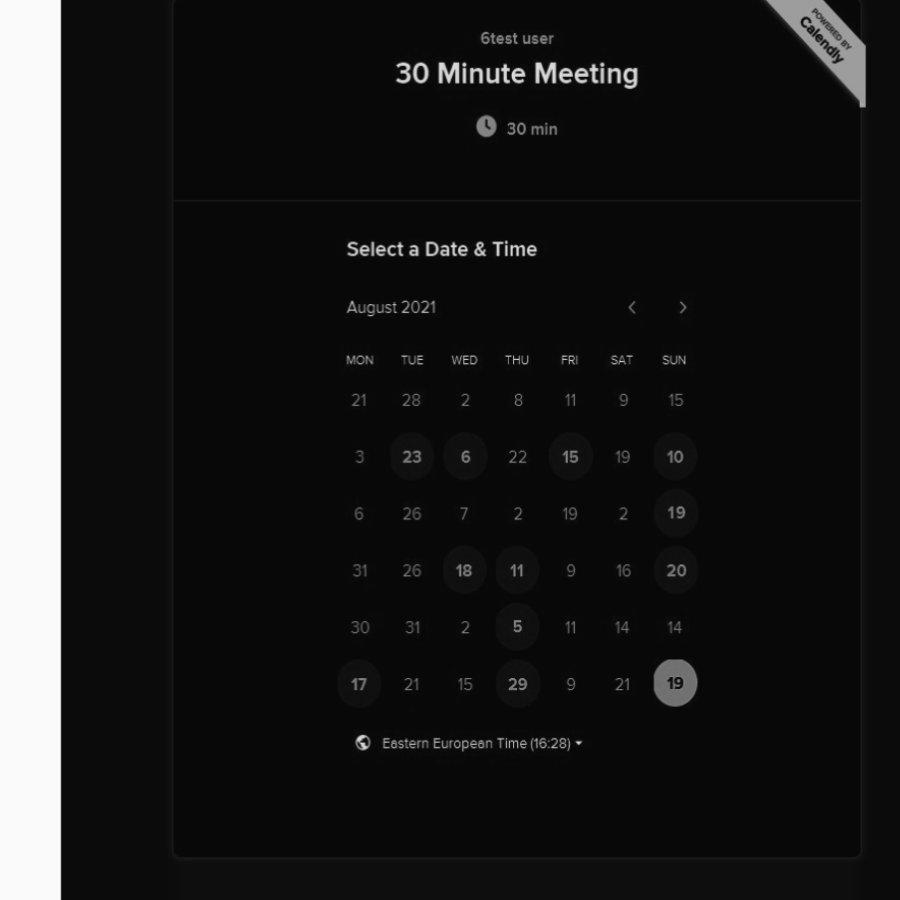 6test user
POWERED BY
Calendly
30 Minute Meeting
30 min
Select a Date & Time
August 2021
MON TUE WED THU FRI SAT SUN
21 28 2 8 11 9 15
3 23 6 22 15 19 10
6 26 7 2 19 2 19
31 26 18 11 9 16 20
30 31 2 5 11 14 14
17 21 15 29 9 21 19
Eastern European Time (16:28)